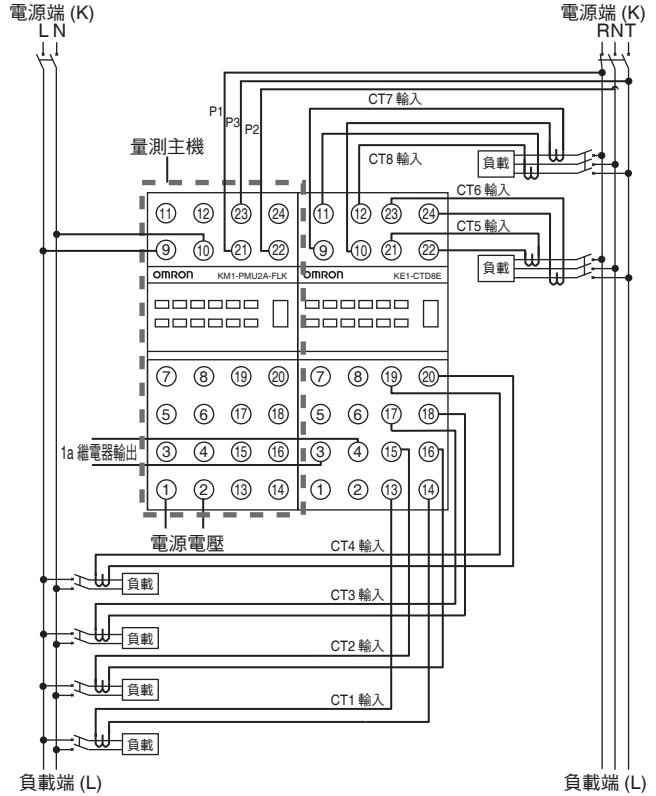 電源端 (K)
L N
電源端 (K)
RNT
P1
P3
P2
CT7 輸入
量測主機
CT8 輸入
負載
CT6 輸入
CT5 輸入
負載
⑪ ⑫ ㉓ ㉔ ⑪ ⑫ ㉓ ㉔
⑨ ⑩ ㉑ ㉒ ⑨ ⑩ ㉑ ㉒
OMRON KM1-PMU2A-FLK OMRON KE1-CTD8E
⑦ ⑧ ⑲ ⑳ ⑦ ⑧ ⑲ ⑳
⑤ ⑥ ⑰ ⑱ ⑤ ⑥ ⑰ ⑱
1a 繼電器輸出
③ ④ ⑮ ⑯ ③ ④ ⑮ ⑯
① ② ⑬ ⑭ ① ② ⑬ ⑭
電源電壓
CT4 輸入
負載
CT3 輸入
負載
CT2 輸入
負載
CT1 輸入
負載
負載端 (L)
負載端 (L)